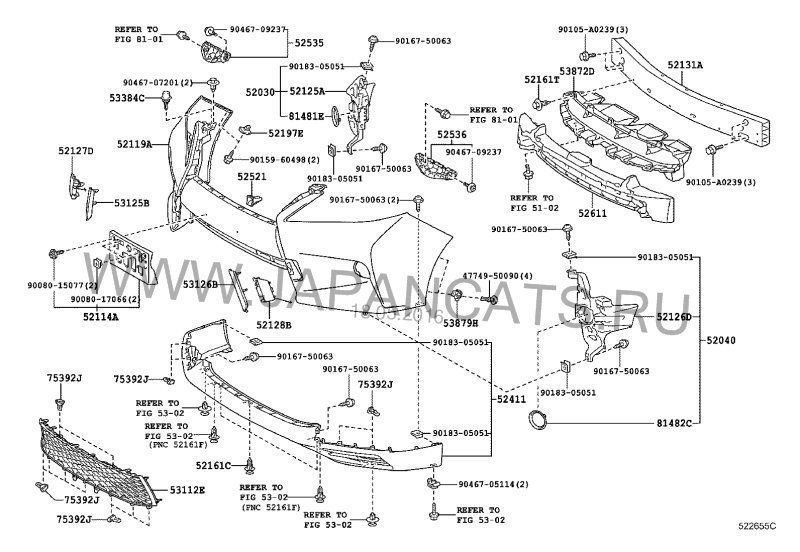 REFER TO
FIG 81-01
90467-09237
52535
90167-50063
90183-05051
52030
52125A
81481E
90467-07201(2)
53384C
52197E
52119A
90159-60498(2)
90183-05051
90167-50063
52127D
53125B
52521
90167-50063(2)
REFER TO
FIG 81-01
52536
90467-09237
90105-A0239(3)
52131A
53872D
52161T
90105-A0239(3)
REFER TO
FIG 51-02
52611
90167-50063
90183-05051
47749-50090(4)
90080-15077(2)
90080-17066(2)
52114A
53126B
52128B
53879H
52126D
52040
WWW.JAPANCATS.RU
18.05.2016
90183-05051
90167-50063
90167-50063
90167-50063
90183-05051
75392J
75392J
75392J
52411
81482C
REFER TO
FIG 53-02
REFER TO
FIG 53-02
(PNC 52161F)
90183-05051
52161C
53112E
75392J
75392J
REFER TO
FIG 53-02
(PNC 52161F)
REFER TO
FIG 53-02
90467-05114(2)
REFER TO
FIG 53-02
522655C